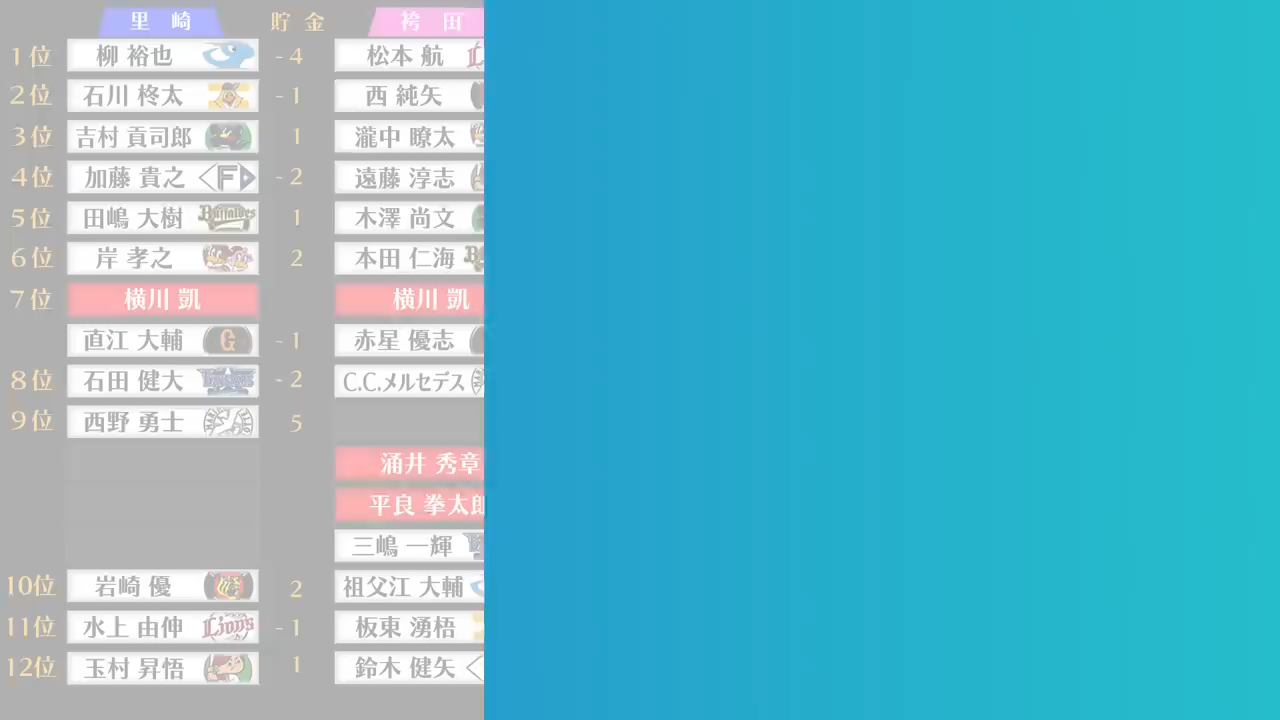 里崎 貯金 袴田
1位 柳 裕也 -4 松本 航
2位 石川 柊太 -1 西 純矢
3位 吉村 貢司郎 1 瀧中 瞭太
4位 加藤 貴之 F -2 遠藤 淳志
5位 田嶋 大樹 Buffaloes 1 木澤 尚文
6位 岸 孝之 2 本田 仁海 B
7位 横川 凱 横川 凱
直江 大輔 G -1 赤星 優志
8位 石田 健大 -2 C.C.メルセデス
9位 西野 勇士 5
涌井 秀章
平良 拳太郎
三嶋 一輝
10位 岩崎 優 2 祖父江 大輔
11位 水上 由伸 Lions -1 板東 湧梧
12位 玉村 昇悟 1 鈴木 健矢